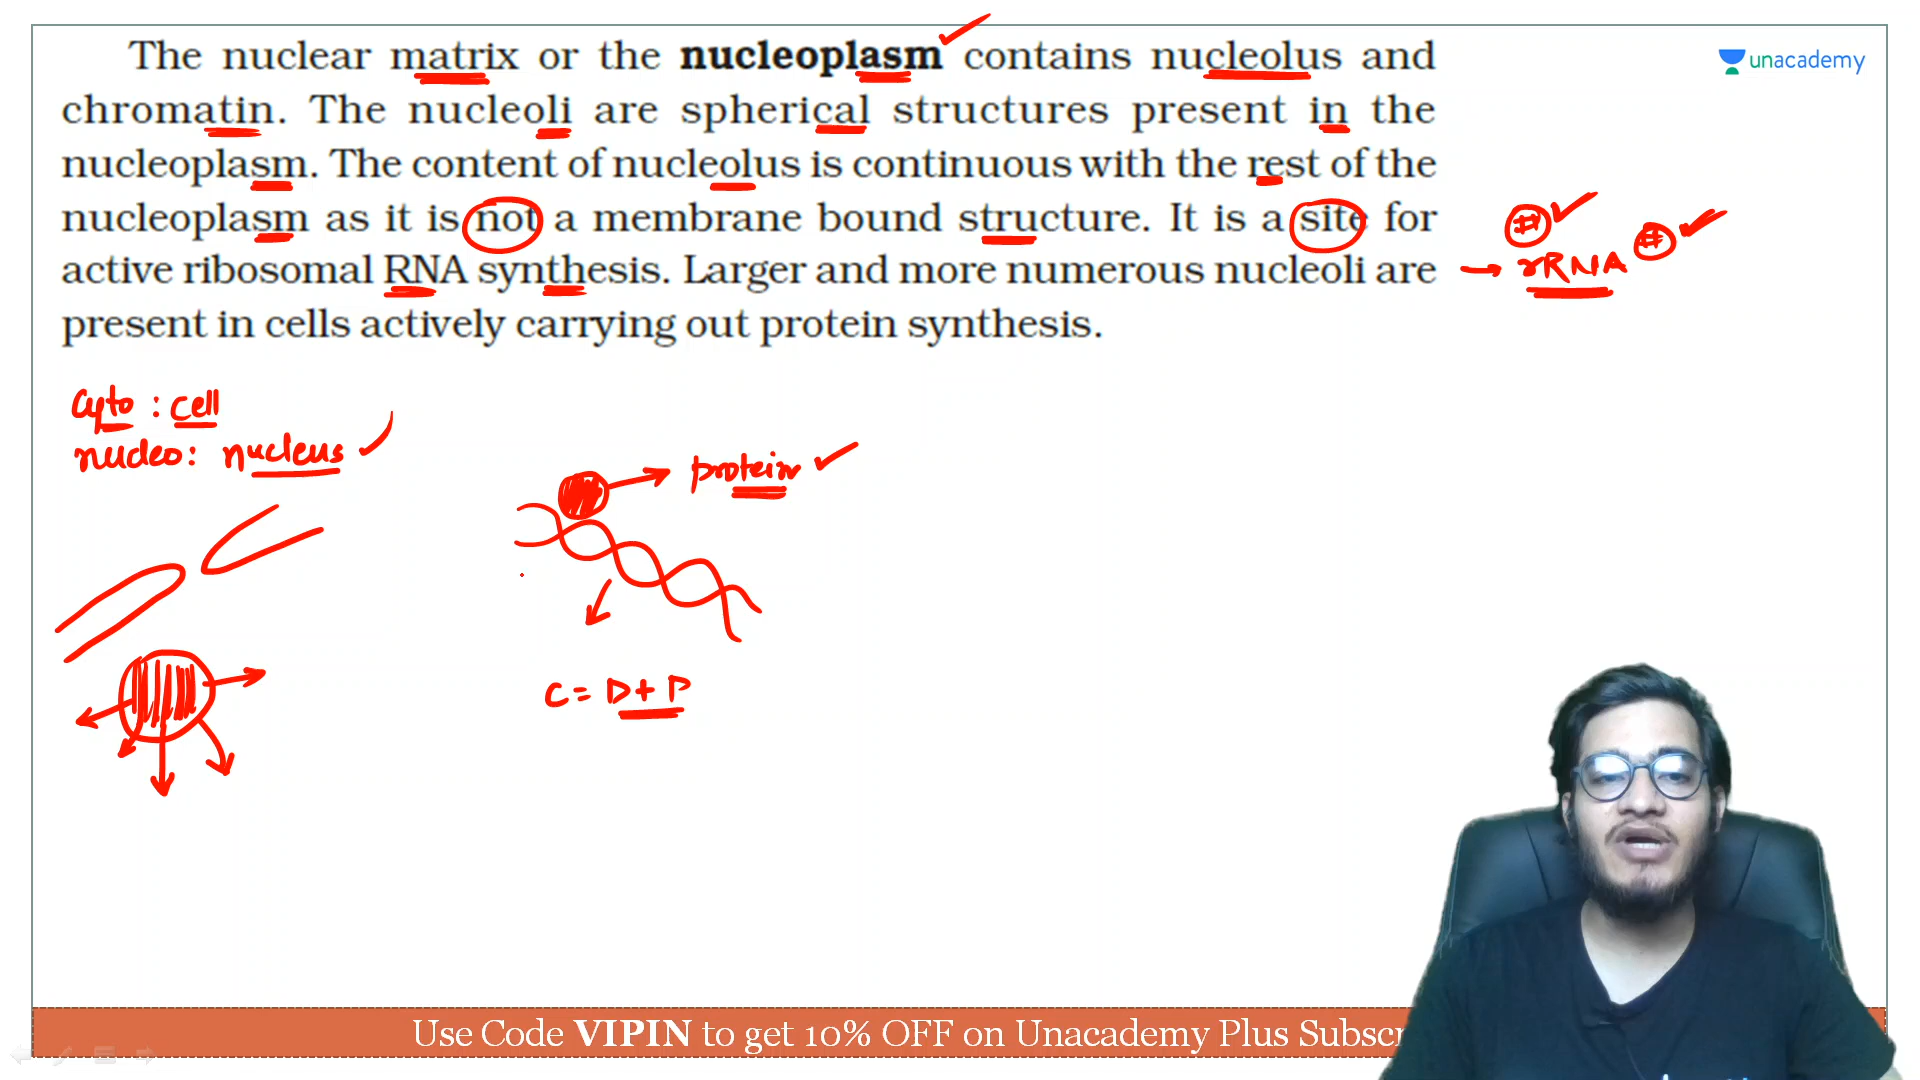 The nuclear matrix or the nucleoplasm contains nucleolus and
chromatin. The nucleoli are spherical structures present in the
nucleoplasm. The content of nucleolus is continuous with the rest of the
nucleoplasm as it is not a membrane bound structure. It is a site for
active ribosomal RNA synthesis. Larger and more numerous nucleoli are
present in cells actively carrying out protein synthesis.
unacademy
# #
rRNA
Cyto : cell
nucleo: nucleus
protein
C = D + P
Use Code VIPIN to get 10% OFF on Unacademy Plus Subscr